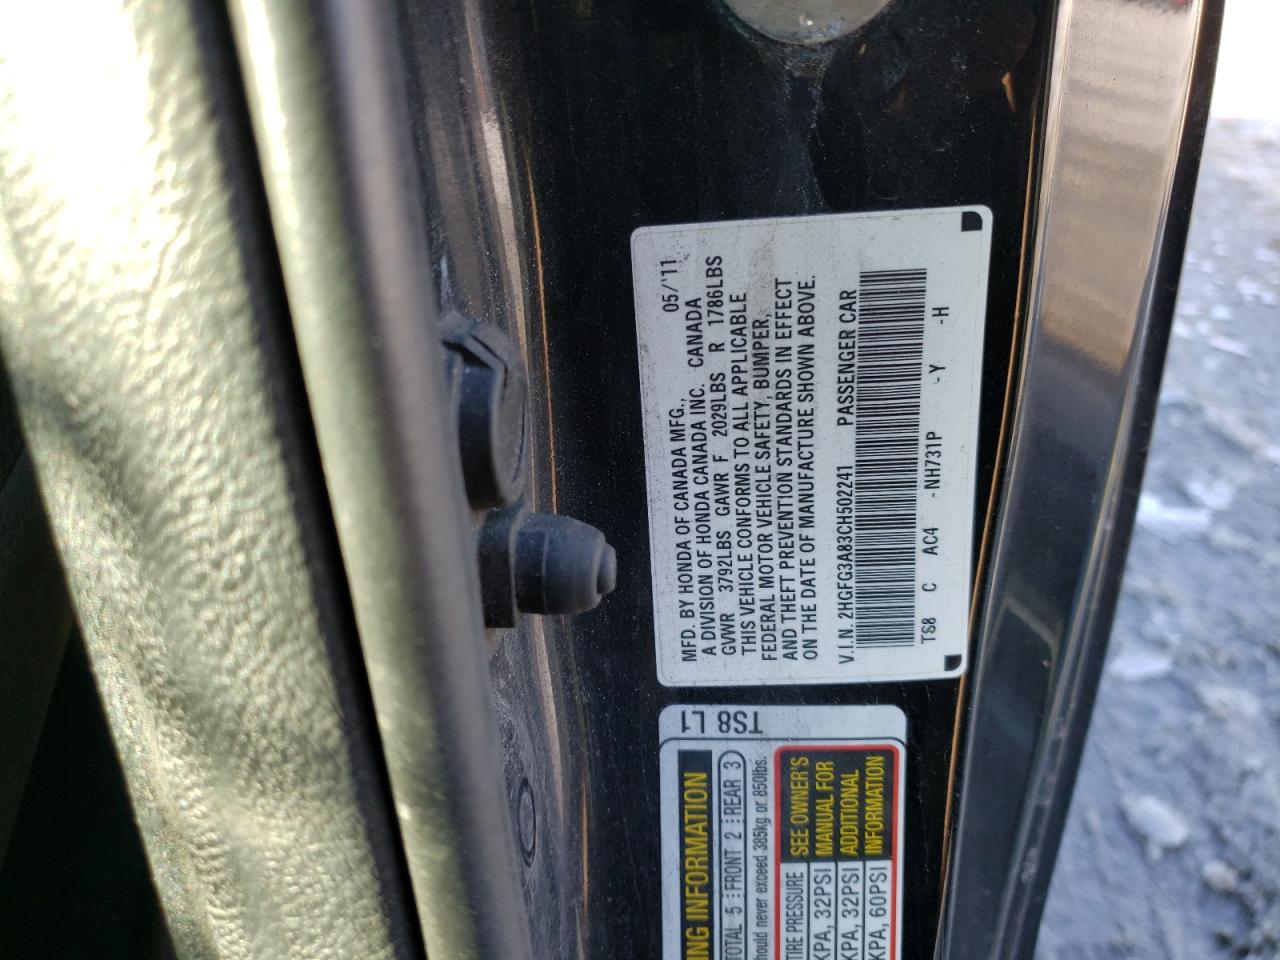 MFD. BY HONDA OF CANADA MFG., 05/'11
A DIVISION OF HONDA CANADA INC. CANADA
GVWR 3792LBS GAWR F 2029LBS R 1786LBS
THIS VEHICLE CONFORMS TO ALL APPLICABLE
FEDERAL MOTOR VEHICLE SAFETY, BUMPER,
AND THEFT PREVENTION STANDARDS IN EFFECT
ON THE DATE OF MANUFACTURE SHOWN ABOVE.
V.I.N. 2HGFG3A83CH502241 PASSENGER CAR
TS8 C AC4 - NH731P - Y - H
TS8 L1
ING INFORMATION
TOTAL 5 : FRONT 2 : REAR 3
hould never exceed 385kg or 850lbs.
TIRE PRESSURE
KPA, 32PSI
KPA, 32PSI
KPA, 60PSI
SEE OWNER'S
MANUAL FOR
ADDITIONAL
INFORMATION